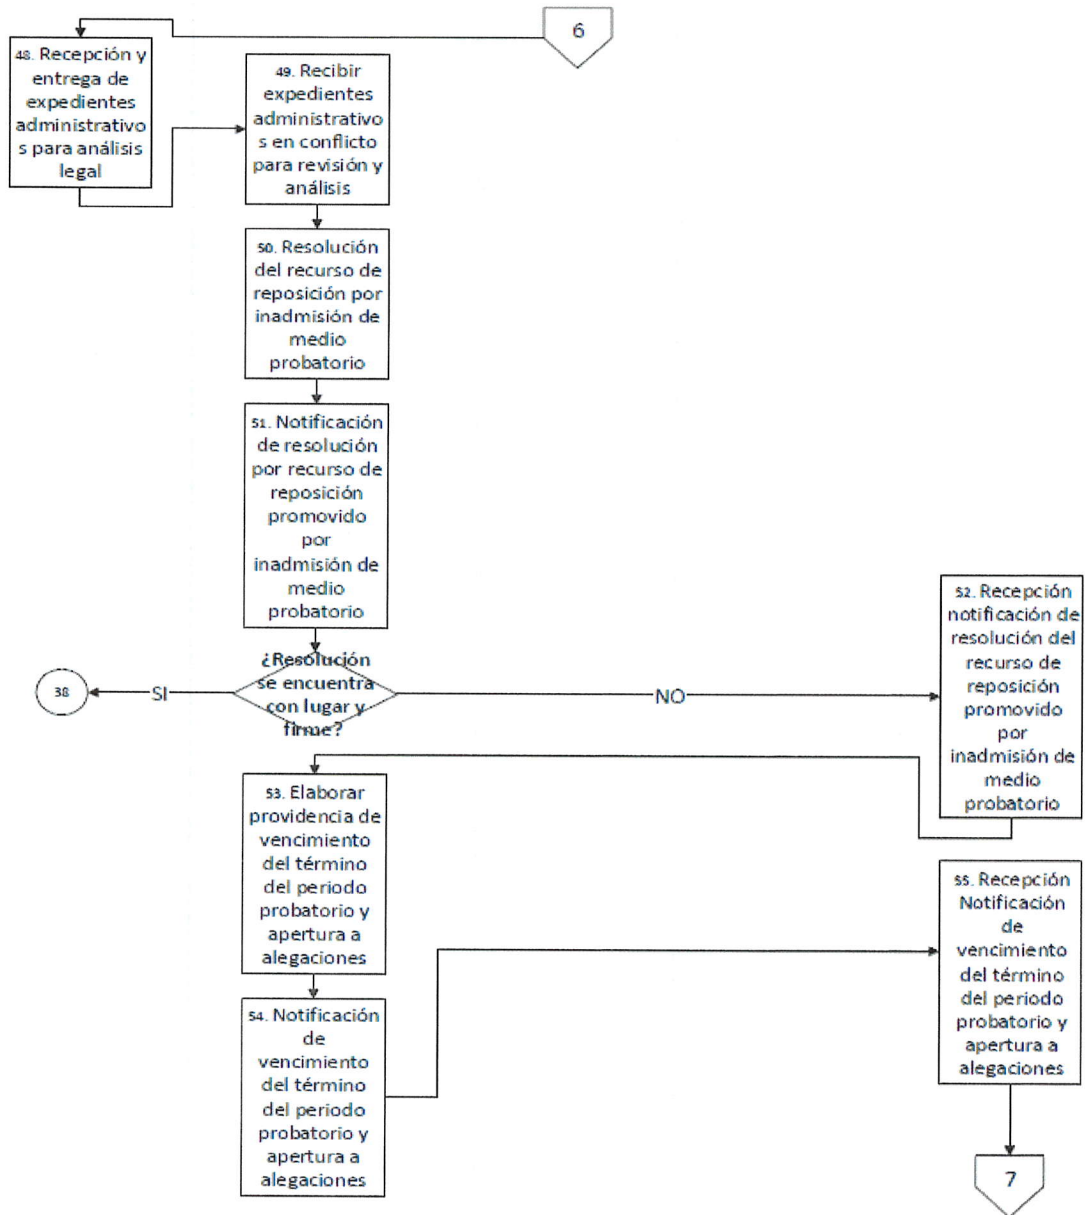 6
48. Recepción y
entrega de
expedientes
administrativo
s para análisis
legal
49. Recibir
expedientes
administrativo
s en conflicto
para revisión y
análisis
50. Resolución
del recurso de
reposición por
inadmisión de
medio
probatorio
51. Notificación
de resolución
por recurso de
reposición
promovido
por
inadmisión de
medio
probatorio
¿Resolución
se encuentra
con lugar y
firme?
SI
38
NO
52. Recepción
notificación de
resolución del
recurso de
reposición
promovido
por
inadmisión de
medio
probatorio
53. Elaborar
providencia de
vencimiento
del término
del periodo
probatorio y
apertura a
alegaciones
54. Notificación
de
vencimiento
del término
del periodo
probatorio y
apertura a
alegaciones
55. Recepción
Notificación
de
vencimiento
del término
del periodo
probatorio y
apertura a
alegaciones
7